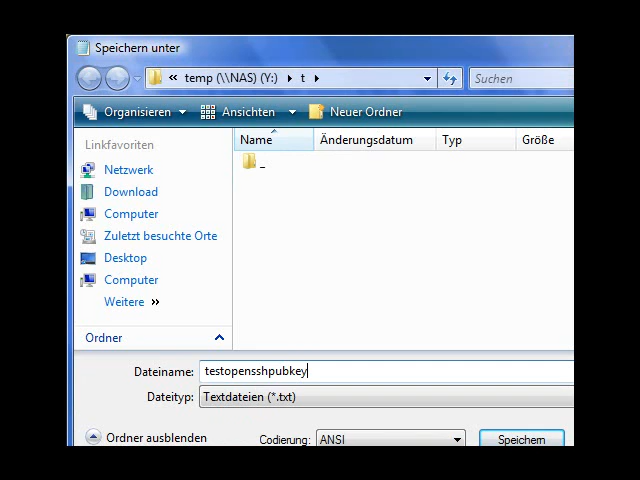 Speichern unter
« temp (\\NAS) (Y:) ▸ t ▸ Suchen
Organisieren Ansichten Neuer Ordner
Linkfavoriten
Name Änderungsdatum Typ Größe
Netzwerk
_
Download
Computer
Zuletzt besuchte Orte
Desktop
Computer
Weitere »
Ordner
Dateiname: testopensshpubkey
Dateityp: Textdateien (*.txt)
Ordner ausblenden Codierung: ANSI Speichern